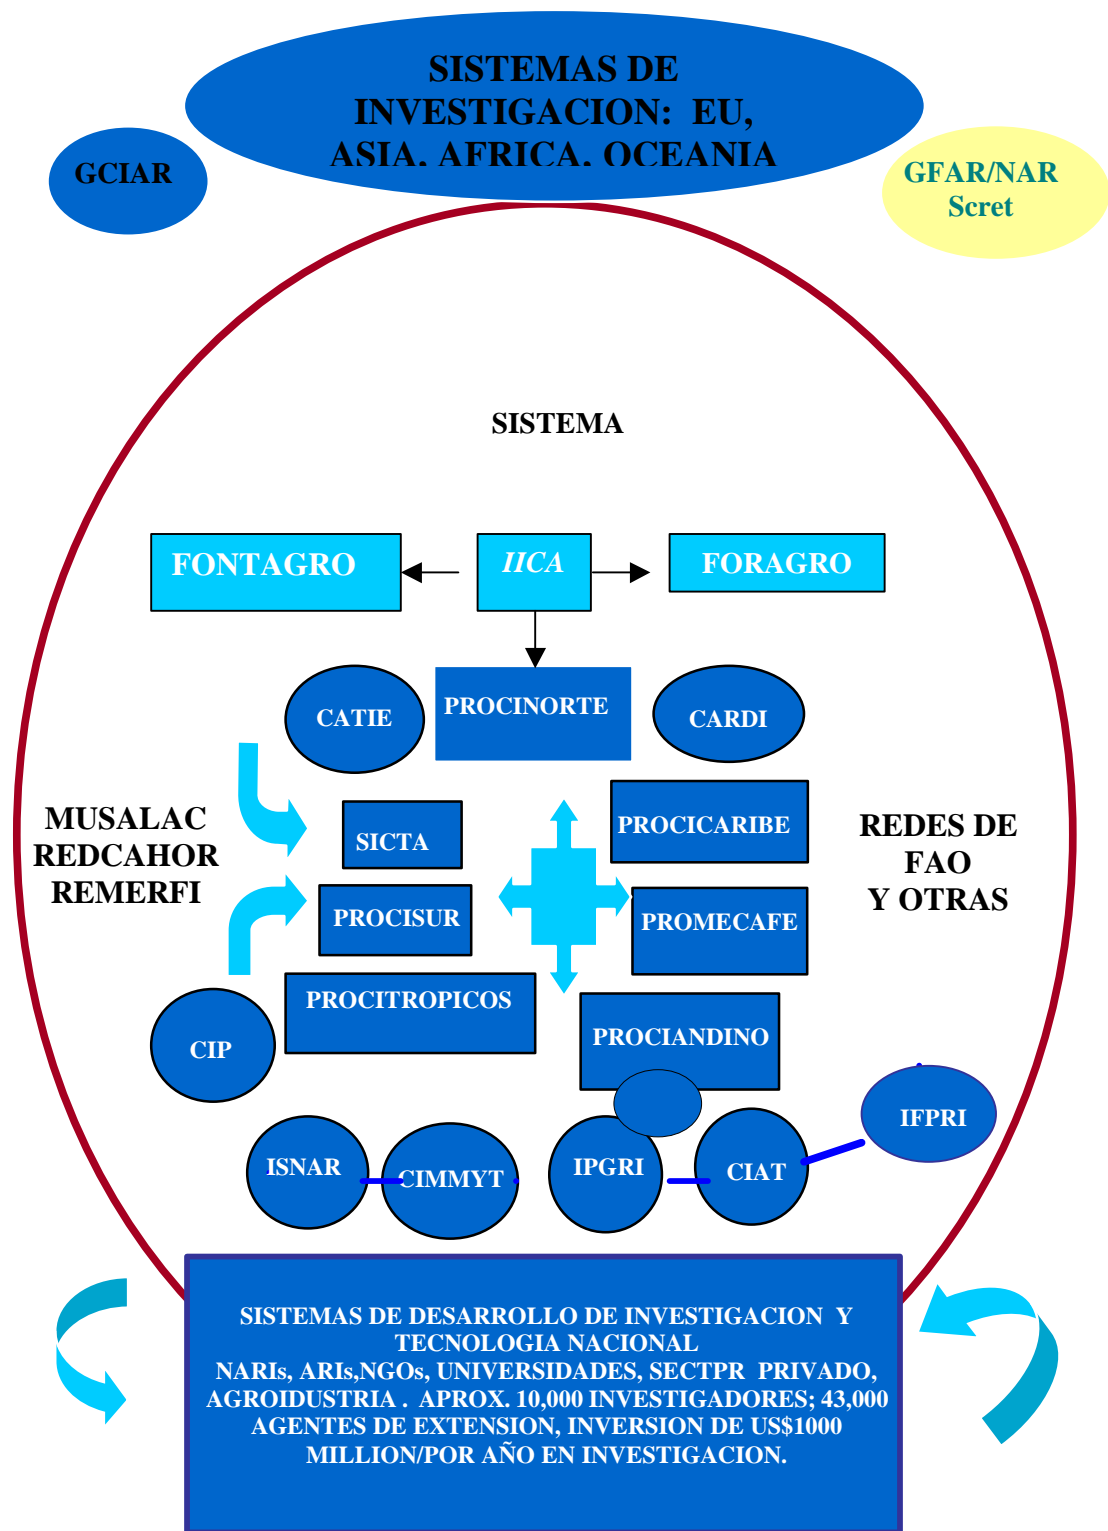 SISTEMAS DE
INVESTIGACION: EU,
ASIA, AFRICA, OCEANIA
GCIAR
GFAR/NAR
Scret
SISTEMA
FONTAGRO
IICA
FORAGRO
CATIE
PROCINORTE
CARDI
MUSALAC
REDCAHOR
REMERFI
SICTA
PROCICARIBE
REDES DE
FAO
Y OTRAS
PROCISUR
PROMECAFE
PROCITROPICOS
PROCIANDINO
CIP
IFPRI
ISNAR
CIMMYT
IPGRI
CIAT
SISTEMAS DE DESARROLLO DE INVESTIGACION Y
TECNOLOGIA NACIONAL
NARIs, ARIs,NGOs, UNIVERSIDADES, SECTPR PRIVADO,
AGROIDUSTRIA . APROX. 10,000 INVESTIGADORES; 43,000
AGENTES DE EXTENSION, INVERSION DE US$1000
MILLION/POR AÑO EN INVESTIGACION.